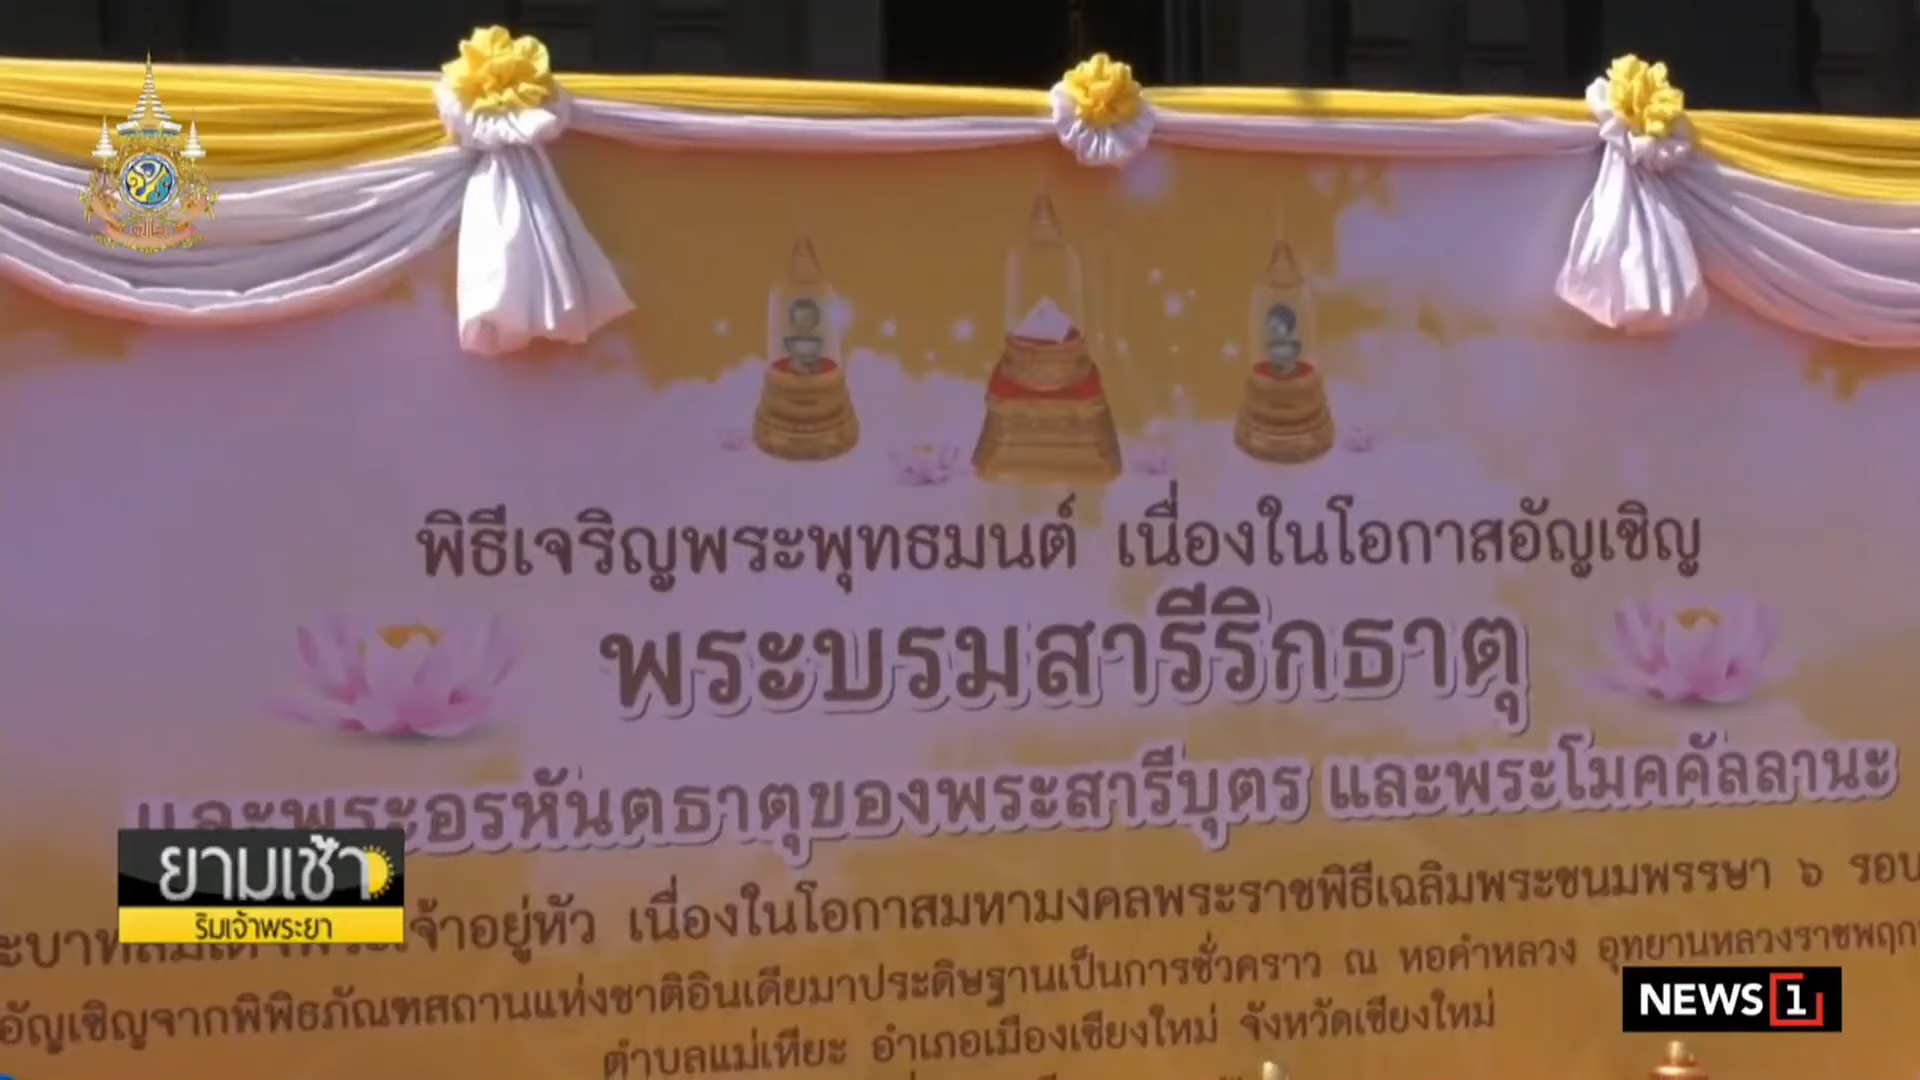 ๗๒
พิธีเจริญพระพุทธมนต์ เนื่องในโอกาสอัญเชิญ
พระบรมสารีริกธาตุ
และพระอรหันตธาตุของพระสารีบุตร และพระโมคคัลลานะ
เจ้าอยู่หัว เนื่องในโอกาสมหามงคลพระราชพิธีเฉลิมพระชนมพรรษา ๖ รอบ
อัญเชิญจากพิพิธภัณฑสถานแห่งชาติอินเดียมาประดิษฐานเป็นการชั่วคราว ณ หอคำหลวง อุทยานหลวงราชพฤก
ตำบลแม่เหียะ อำเภอเมืองเชียงใหม่ จังหวัดเชียงใหม่
ยามเช้า
ริมเจ้าพระยา
NEWS 1